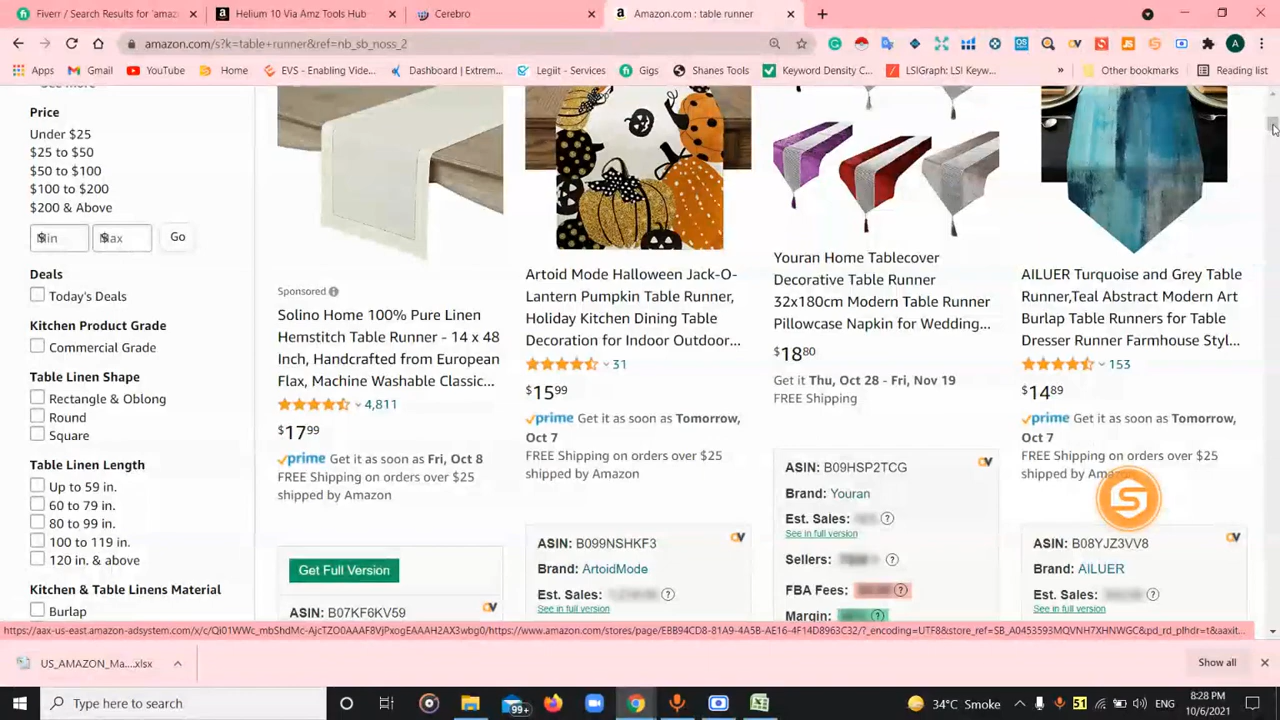 Fiverr / Search Results for 'amaz
Helium 10 Via Amz Tools Hub
Cerebro
Amazon.com : table runner
amazon.com/s?k=table+runner&ref=nb_sb_noss_2
Apps
Gmail
YouTube
Home
EVS - Enabling Vide...
Dashboard | Extrem...
Legiit - Services
Gigs
Shanes Tools
Keyword Density C...
LSIGraph: LSI Keyw...
Other bookmarks
Reading list
Price
Under $25
$25 to $50
$50 to $100
$100 to $200
$200 & Above
Go
Deals
Today's Deals
Kitchen Product Grade
Commercial Grade
Table Linen Shape
Rectangle & Oblong
Round
Square
Table Linen Length
Up to 59 in.
60 to 79 in.
80 to 99 in.
100 to 119 in.
120 in. & above
Kitchen & Table Linens Material
Burlap
Sponsored
Solino Home 100% Pure Linen
Hemstitch Table Runner - 14 x 48
Inch, Handcrafted from European
Flax, Machine Washable Classic...
4,811
$1799
prime Get it as soon as Fri, Oct 8
FREE Shipping on orders over $25
shipped by Amazon
Get Full Version
ASIN: B07KF6KV59
Artoid Mode Halloween Jack-O-
Lantern Pumpkin Table Runner,
Holiday Kitchen Dining Table
Decoration for Indoor Outdoor...
31
$1599
prime Get it as soon as Tomorrow,
Oct 7
FREE Shipping on orders over $25
shipped by Amazon
ASIN: B099NSHKF3
Brand: ArtoidMode
Est. Sales:
See in full version
Youran Home Tablecover
Decorative Table Runner
32x180cm Modern Table Runner
Pillowcase Napkin for Wedding...
$1880
Get it Thu, Oct 28 - Fri, Nov 19
FREE Shipping
ASIN: B09HSP2TCG
Brand: Youran
Est. Sales:
See in full version
Sellers:
FBA Fees:
Margin:
AILUER Turquoise and Grey Table
Runner,Teal Abstract Modern Art
Burlap Table Runners for Table
Dresser Runner Farmhouse Styl...
153
$1489
prime Get it as soon as Tomorrow,
Oct 7
FREE Shipping on orders over $25
shipped by
ASIN: B08YJZ3VV8
Brand: AILUER
Est. Sales:
See in full version
US_AMAZON_Ma....xlsx
Show all
Type here to search
99+
34°C Smoke
51
ENG
8:28 PM
10/6/2021